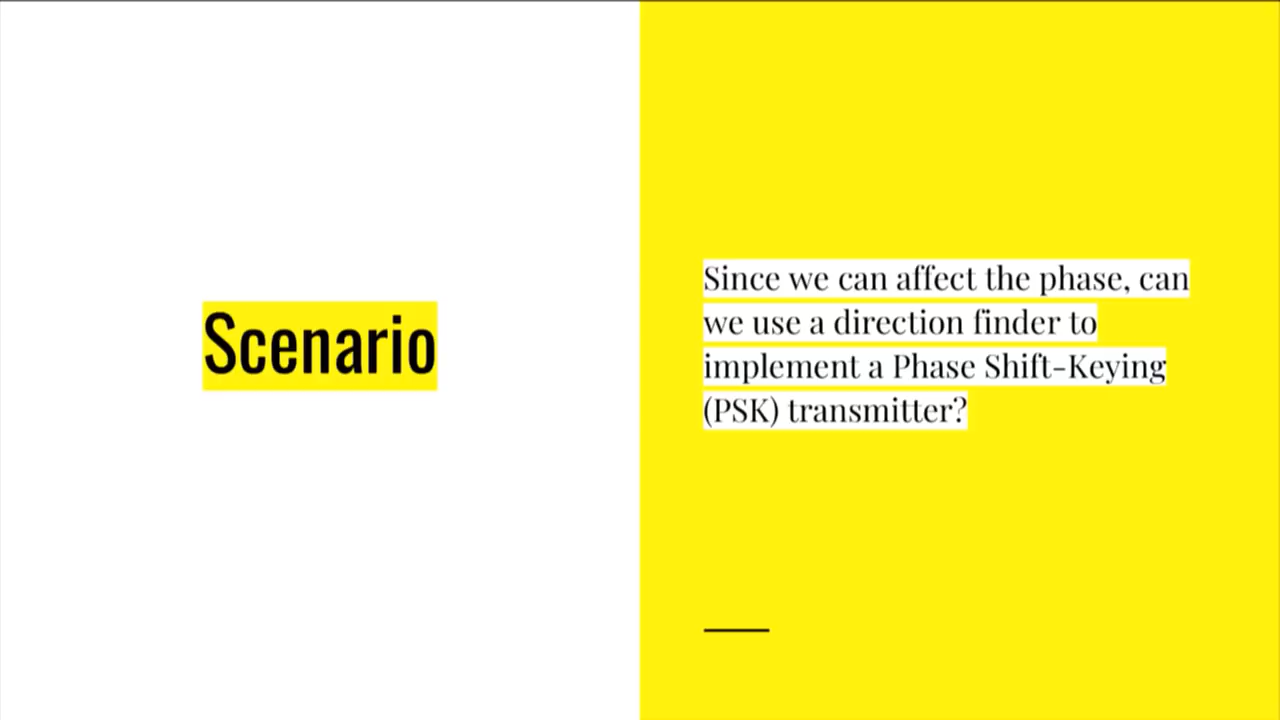 Scenario
Since we can affect the phase, can
we use a direction finder to
implement a Phase Shift-Keying
(PSK) transmitter?